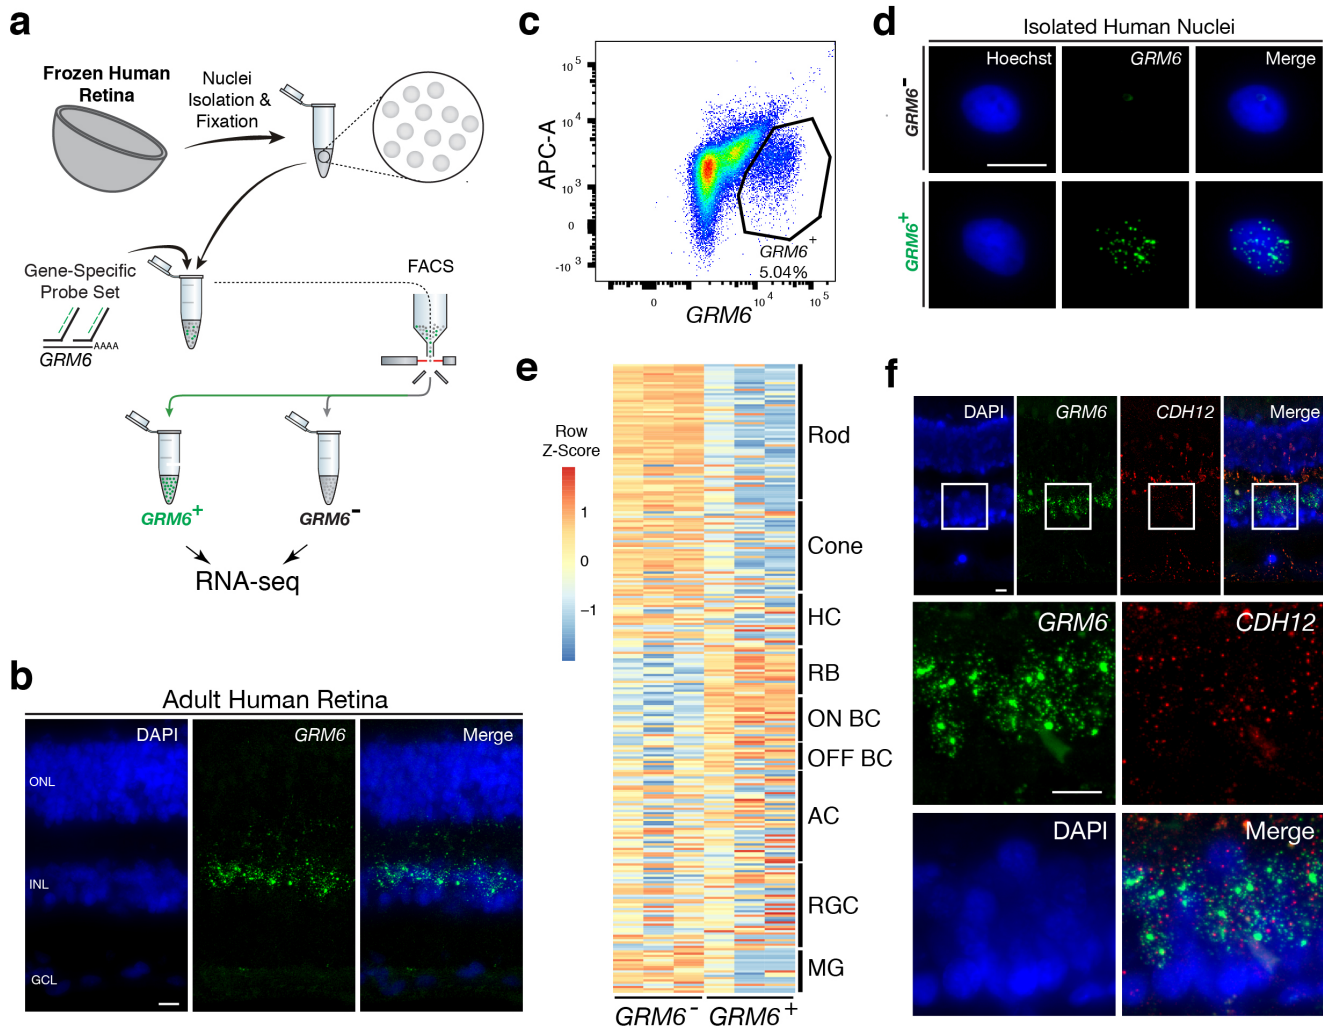 a
Frozen Human
Retina
Nuclei
Isolation &
Fixation
Gene-Specific
Probe Set
AAAA
GRM6
FACS
GRM6+
GRM6-
RNA-seq
b
Adult Human Retina
DAPI
GRM6
Merge
ONL
INL
GCL
c
APC-A
10 5
10 4
10 3
0
-10 3
GRM6+
5.04%
0
10 4
10 5
GRM6
d
Isolated Human Nuclei
GRM6-
Hoechst
GRM6
Merge
GRM6+
e
Row
Z-Score
1
0
−1
Rod
Cone
HC
RB
ON BC
OFF BC
AC
RGC
MG
GRM6-
GRM6+
f
DAPI
GRM6
CDH12
Merge
GRM6
CDH12
DAPI
Merge